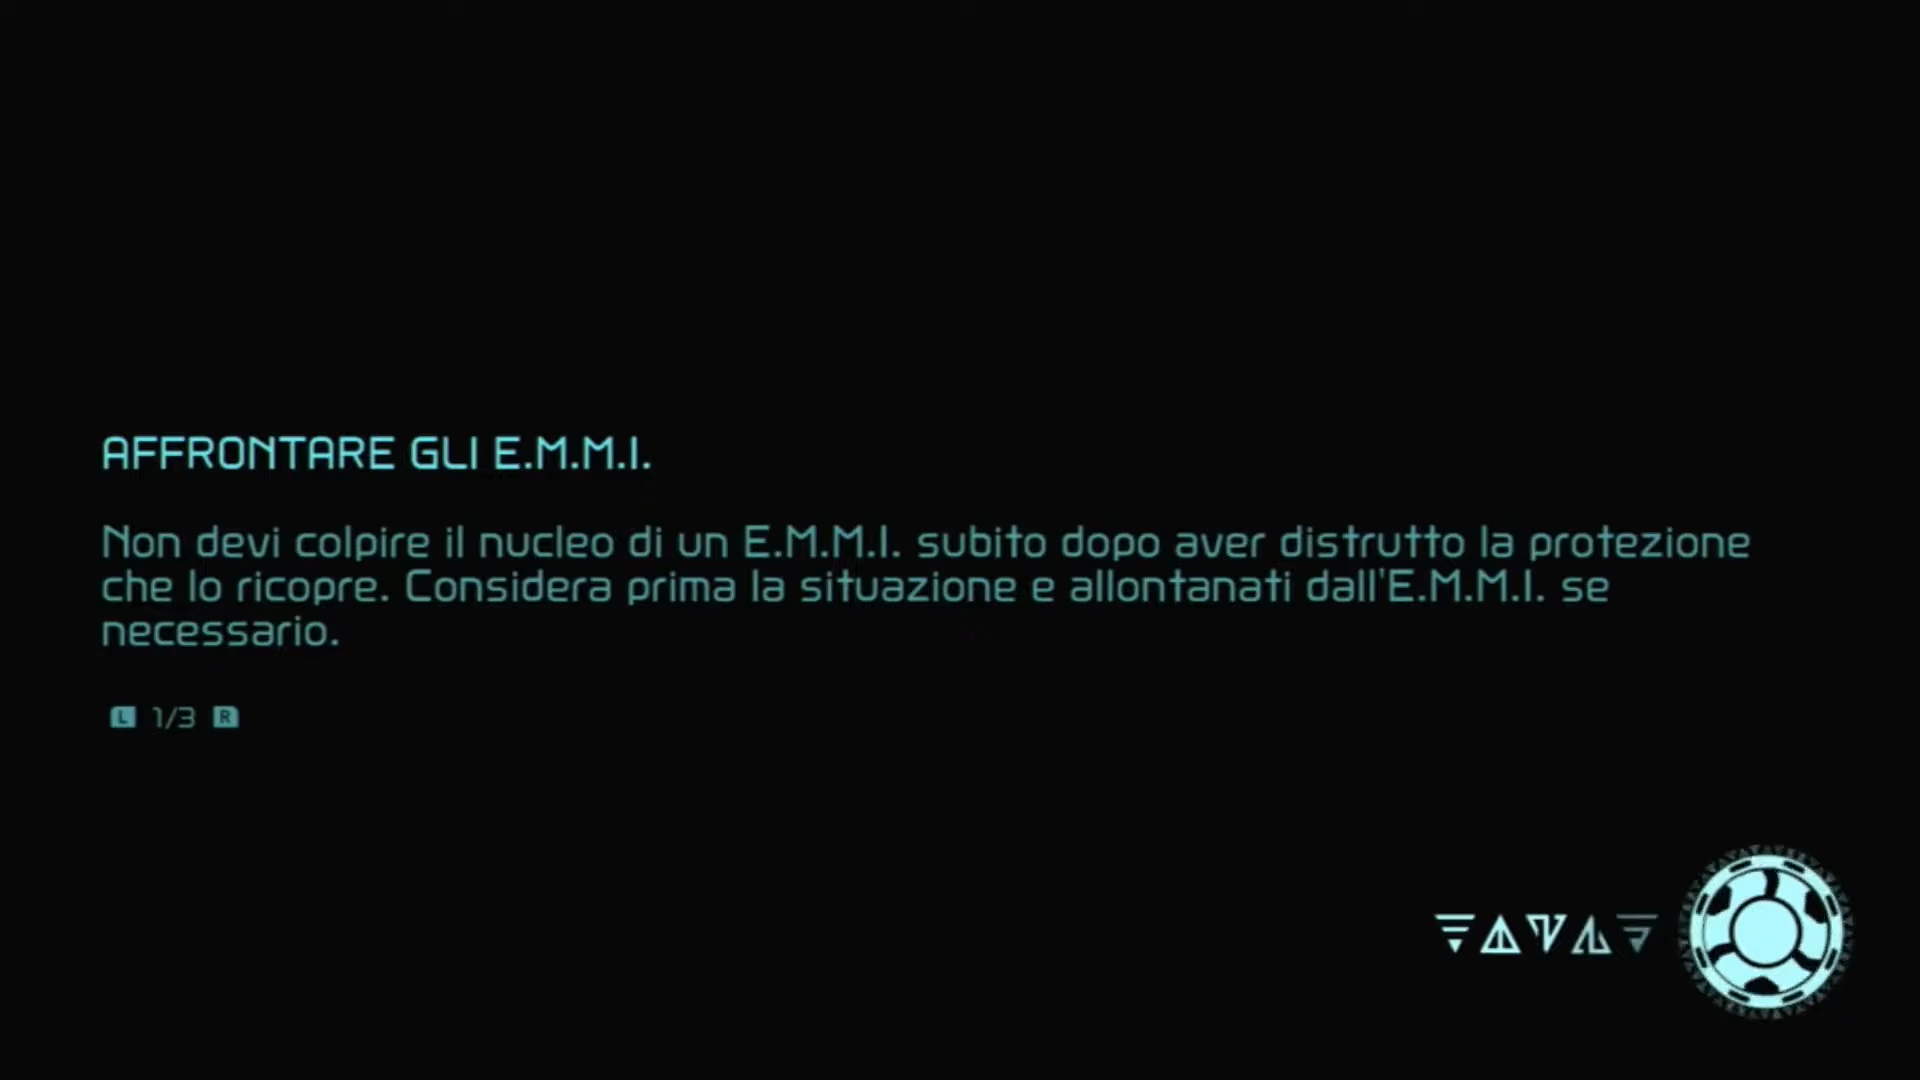 AFFRONTARE GLI E.M.M.I.
Non devi colpire il nucleo di un E.M.M.I. subito dopo aver distrutto la protezione
che lo ricopre. Considera prima la situazione e allontanati dall'E.M.M.I. se
necessario.
L 1/3 R